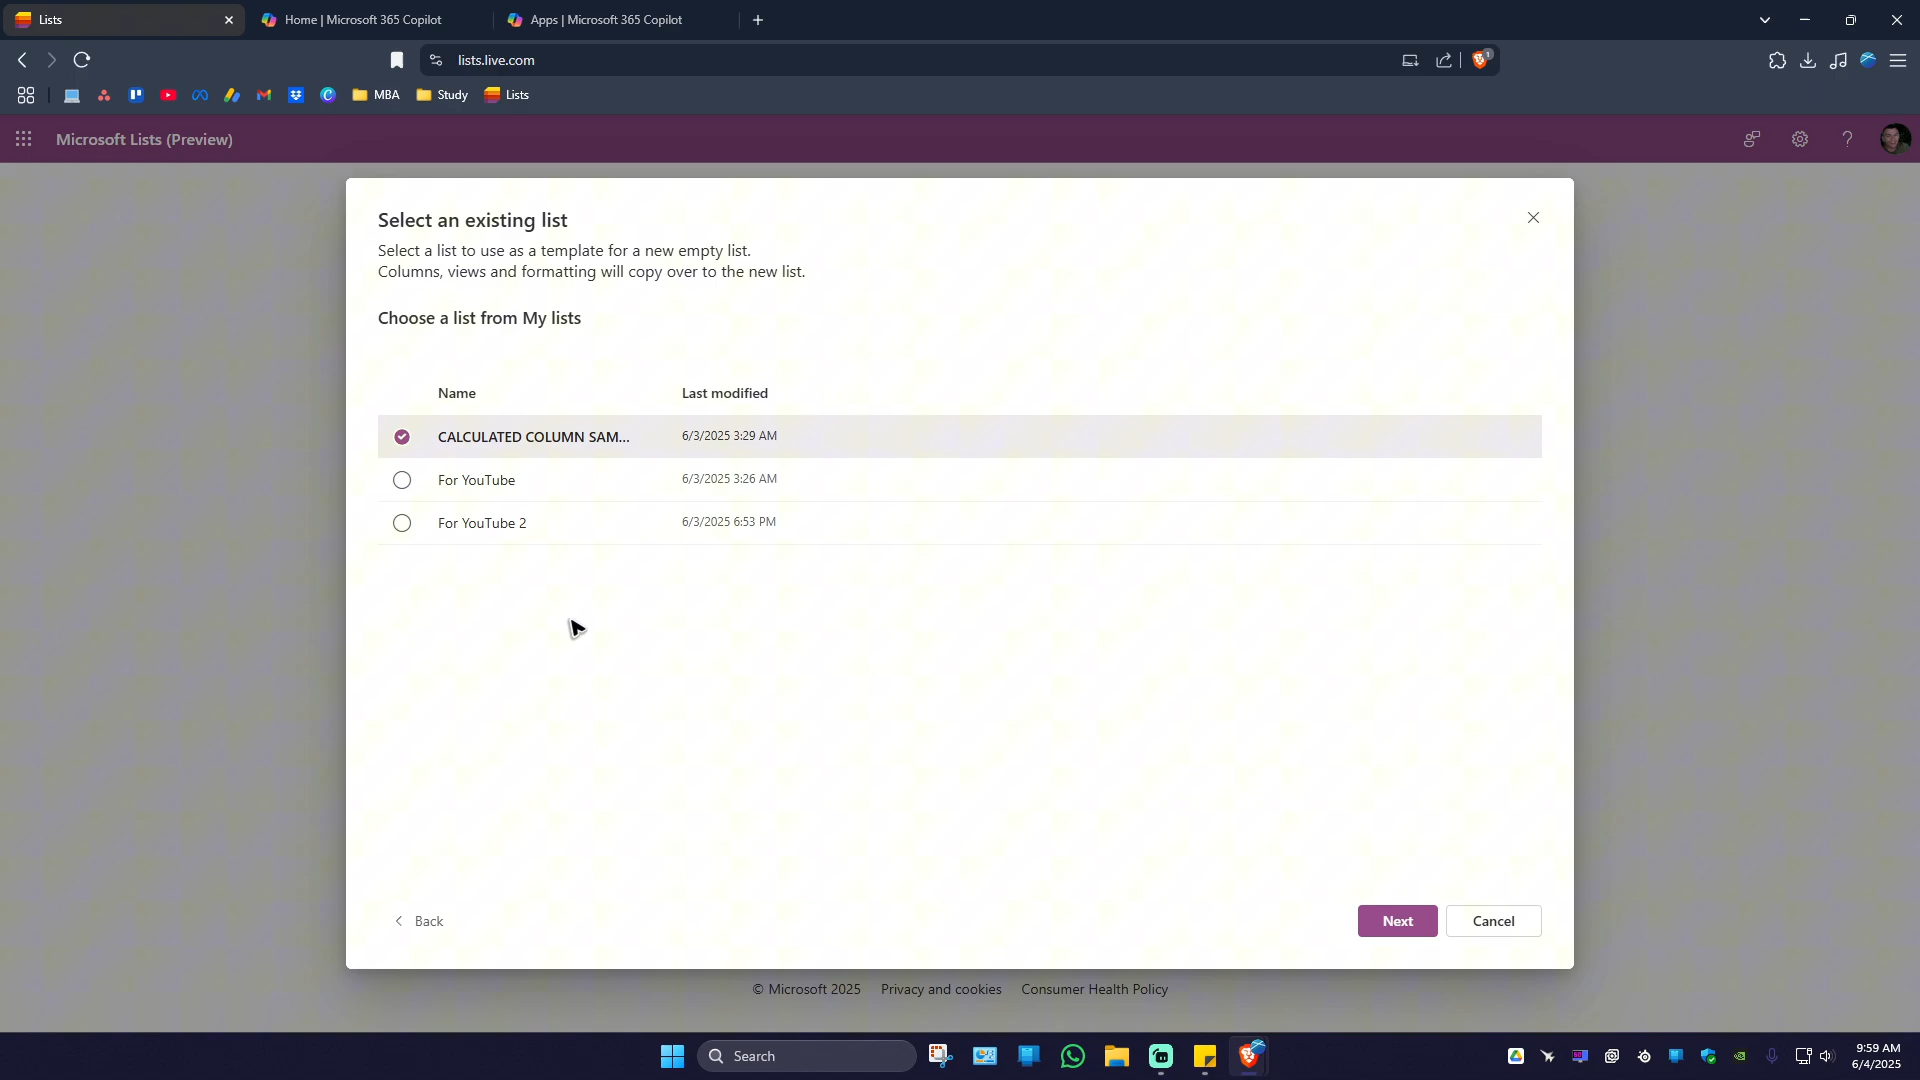 Lists
Home | Microsoft 365 Copilot
Apps | Microsoft 365 Copilot
lists.live.com
1
MBA
Study
Lists
Microsoft Lists (Preview)
Select an existing list
Select a list to use as a template for a new empty list.
Columns, views and formatting will copy over to the new list.
Choose a list from My lists
Name
Last modified
CALCULATED COLUMN SAM...
6/3/2025 3:29 AM
For YouTube
6/3/2025 3:26 AM
For YouTube 2
6/3/2025 6:53 PM
Back
Next
Cancel
© Microsoft 2025
Privacy and cookies
Consumer Health Policy
Search
9:59 AM
6/4/2025